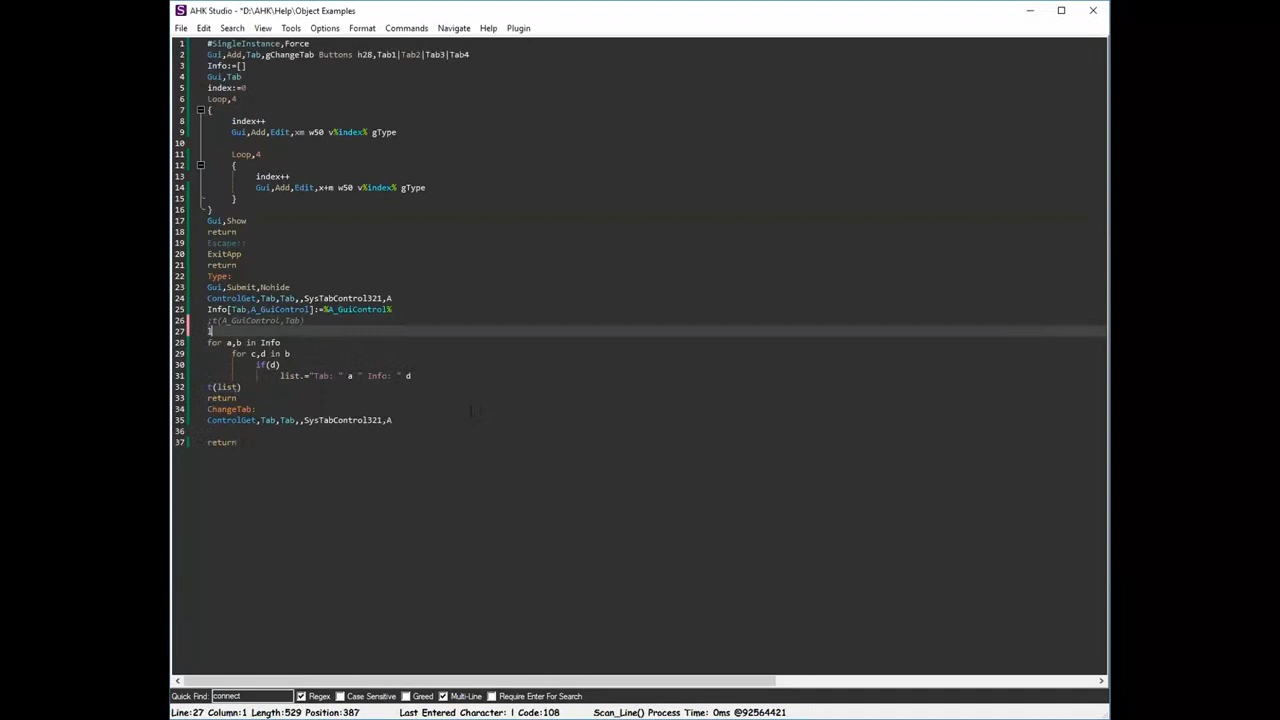 AHK Studio - *D:\AHK\Help\Object Examples
File Edit Search View Tools Options Format Commands Navigate Help Plugin
1 #SingleInstance,Force
2 Gui,Add,Tab,gChangeTab Buttons h28,Tab1|Tab2|Tab3|Tab4
3 Info:=[]
4 Gui,Tab
5 index:=0
6 Loop,4
7 {
8 index++
9 Gui,Add,Edit,xm w50 v%index% gType
10
11 Loop,4
12 {
13 index++
14 Gui,Add,Edit,x+m w50 v%index% gType
15 }
16 }
17 Gui,Show
18 return
19 Escape::
20 ExitApp
21 return
22 Type:
23 Gui,Submit,Nohide
24 ControlGet,Tab,Tab,,SysTabControl321,A
25 Info[Tab,A_GuiControl]:=%A_GuiControl%
26 ;t(A_GuiControl,Tab)
27 l
28 for a,b in Info
29 for c,d in b
30 if(d)
31 list.="Tab: " a " Info: " d
32 t(list)
33 return
34 ChangeTab:
35 ControlGet,Tab,Tab,,SysTabControl321,A
36
37 return
Quick Find: connect Regex Case Sensitive Greed Multi-Line Require Enter For Search
Line:27 Column:1 Length:529 Position:387 Last Entered Character: l Code:108 Scan_Line() Process Time: 0ms @92564421